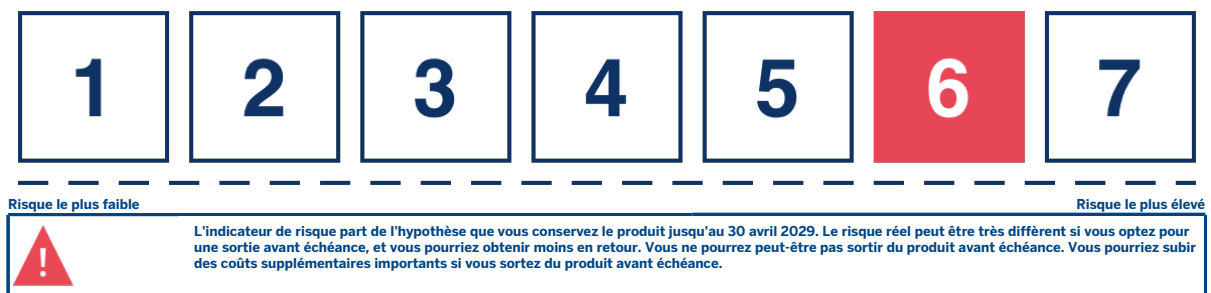 1 2 3 4 5 6 7
Risque le plus faible Risque le plus élevé
!
L'indicateur de risque part de l'hypothèse que vous conservez le produit jusqu'au 30 avril 2029. Le risque réel peut être très diffèrent si vous optez pour
une sortie avant échéance, et vous pourriez obtenir moins en retour. Vous ne pourrez peut-être pas sortir du produit avant échéance. Vous pourriez subir
des coûts supplémentaires importants si vous sortez du produit avant échéance.